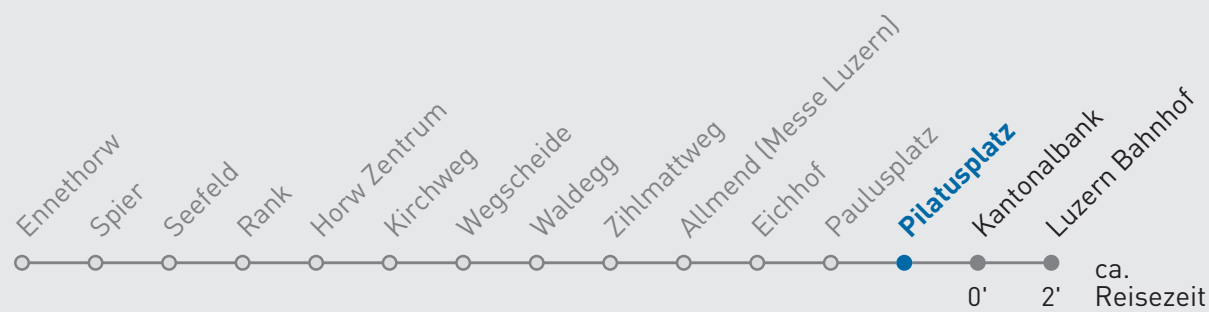 Ennethorw
Spier
Seefeld
Rank
Horw Zentrum
Kirchweg
Wegscheide
Waldegg
Zihlmattweg
Allmend (Messe Luzern)
Eichhof
Paulusplatz
Pilatusplatz
Kantonalbank
Luzern Bahnhof
0' 2' ca.
Reisezeit